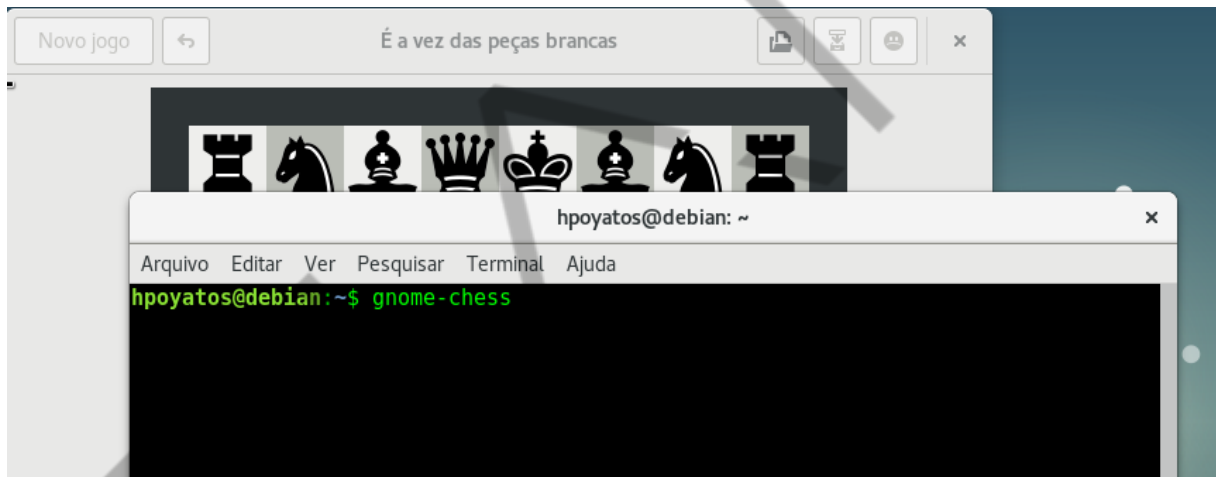 Novo jogo É a vez das peças brancas
hpoyatos@debian: ~
Arquivo Editar Ver Pesquisar Terminal Ajuda
hpoyatos@debian:~$ gnome-chess